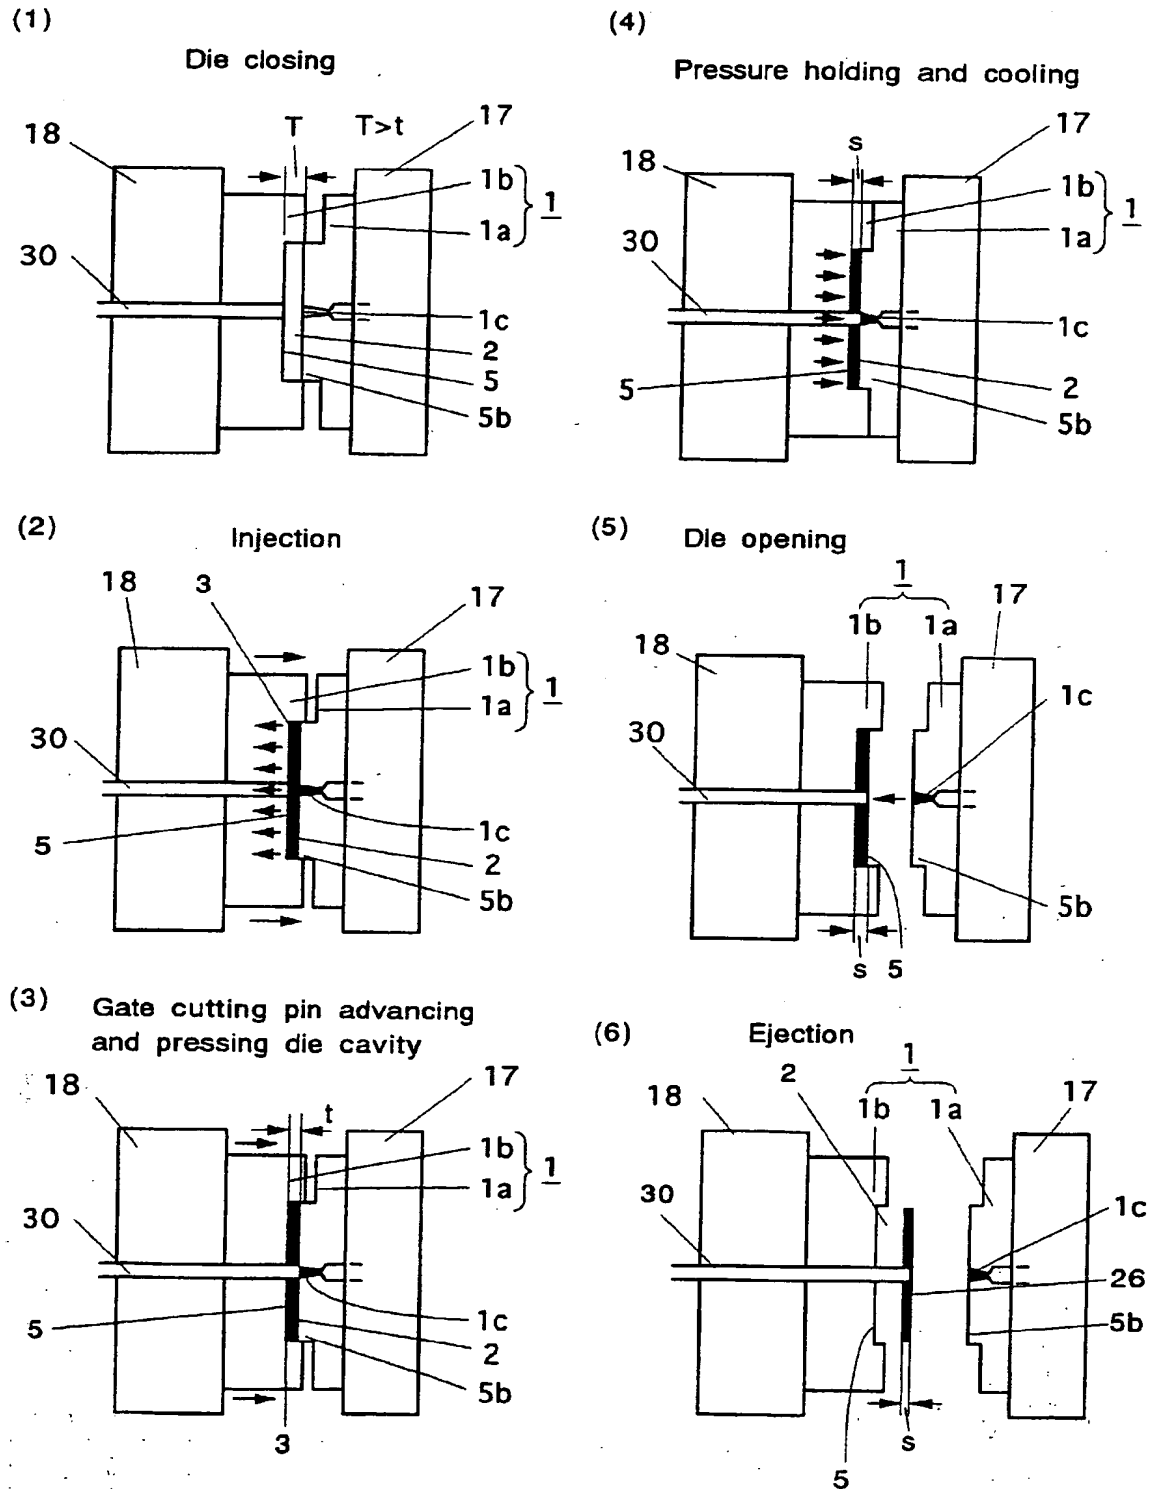 (1)
Die closing
18
T
T>t
17
1b
1a
1
30
1c
2
5
5b
(2)
Injection
18
3
17
1b
1a
1
30
5
1c
2
5b
(3)
Gate cutting pin advancing
and pressing die cavity
18
t
17
1b
1a
1
30
5
1c
2
5b
3
(4)
Pressure holding and cooling
18
s
17
1b
1a
1
30
1c
5
2
5b
(5)
Die opening
1
18
1b
1a
17
1c
30
5b
s
5
(6)
Ejection
1
2
18
1b
1a
17
30
1c
26
5b
s
5